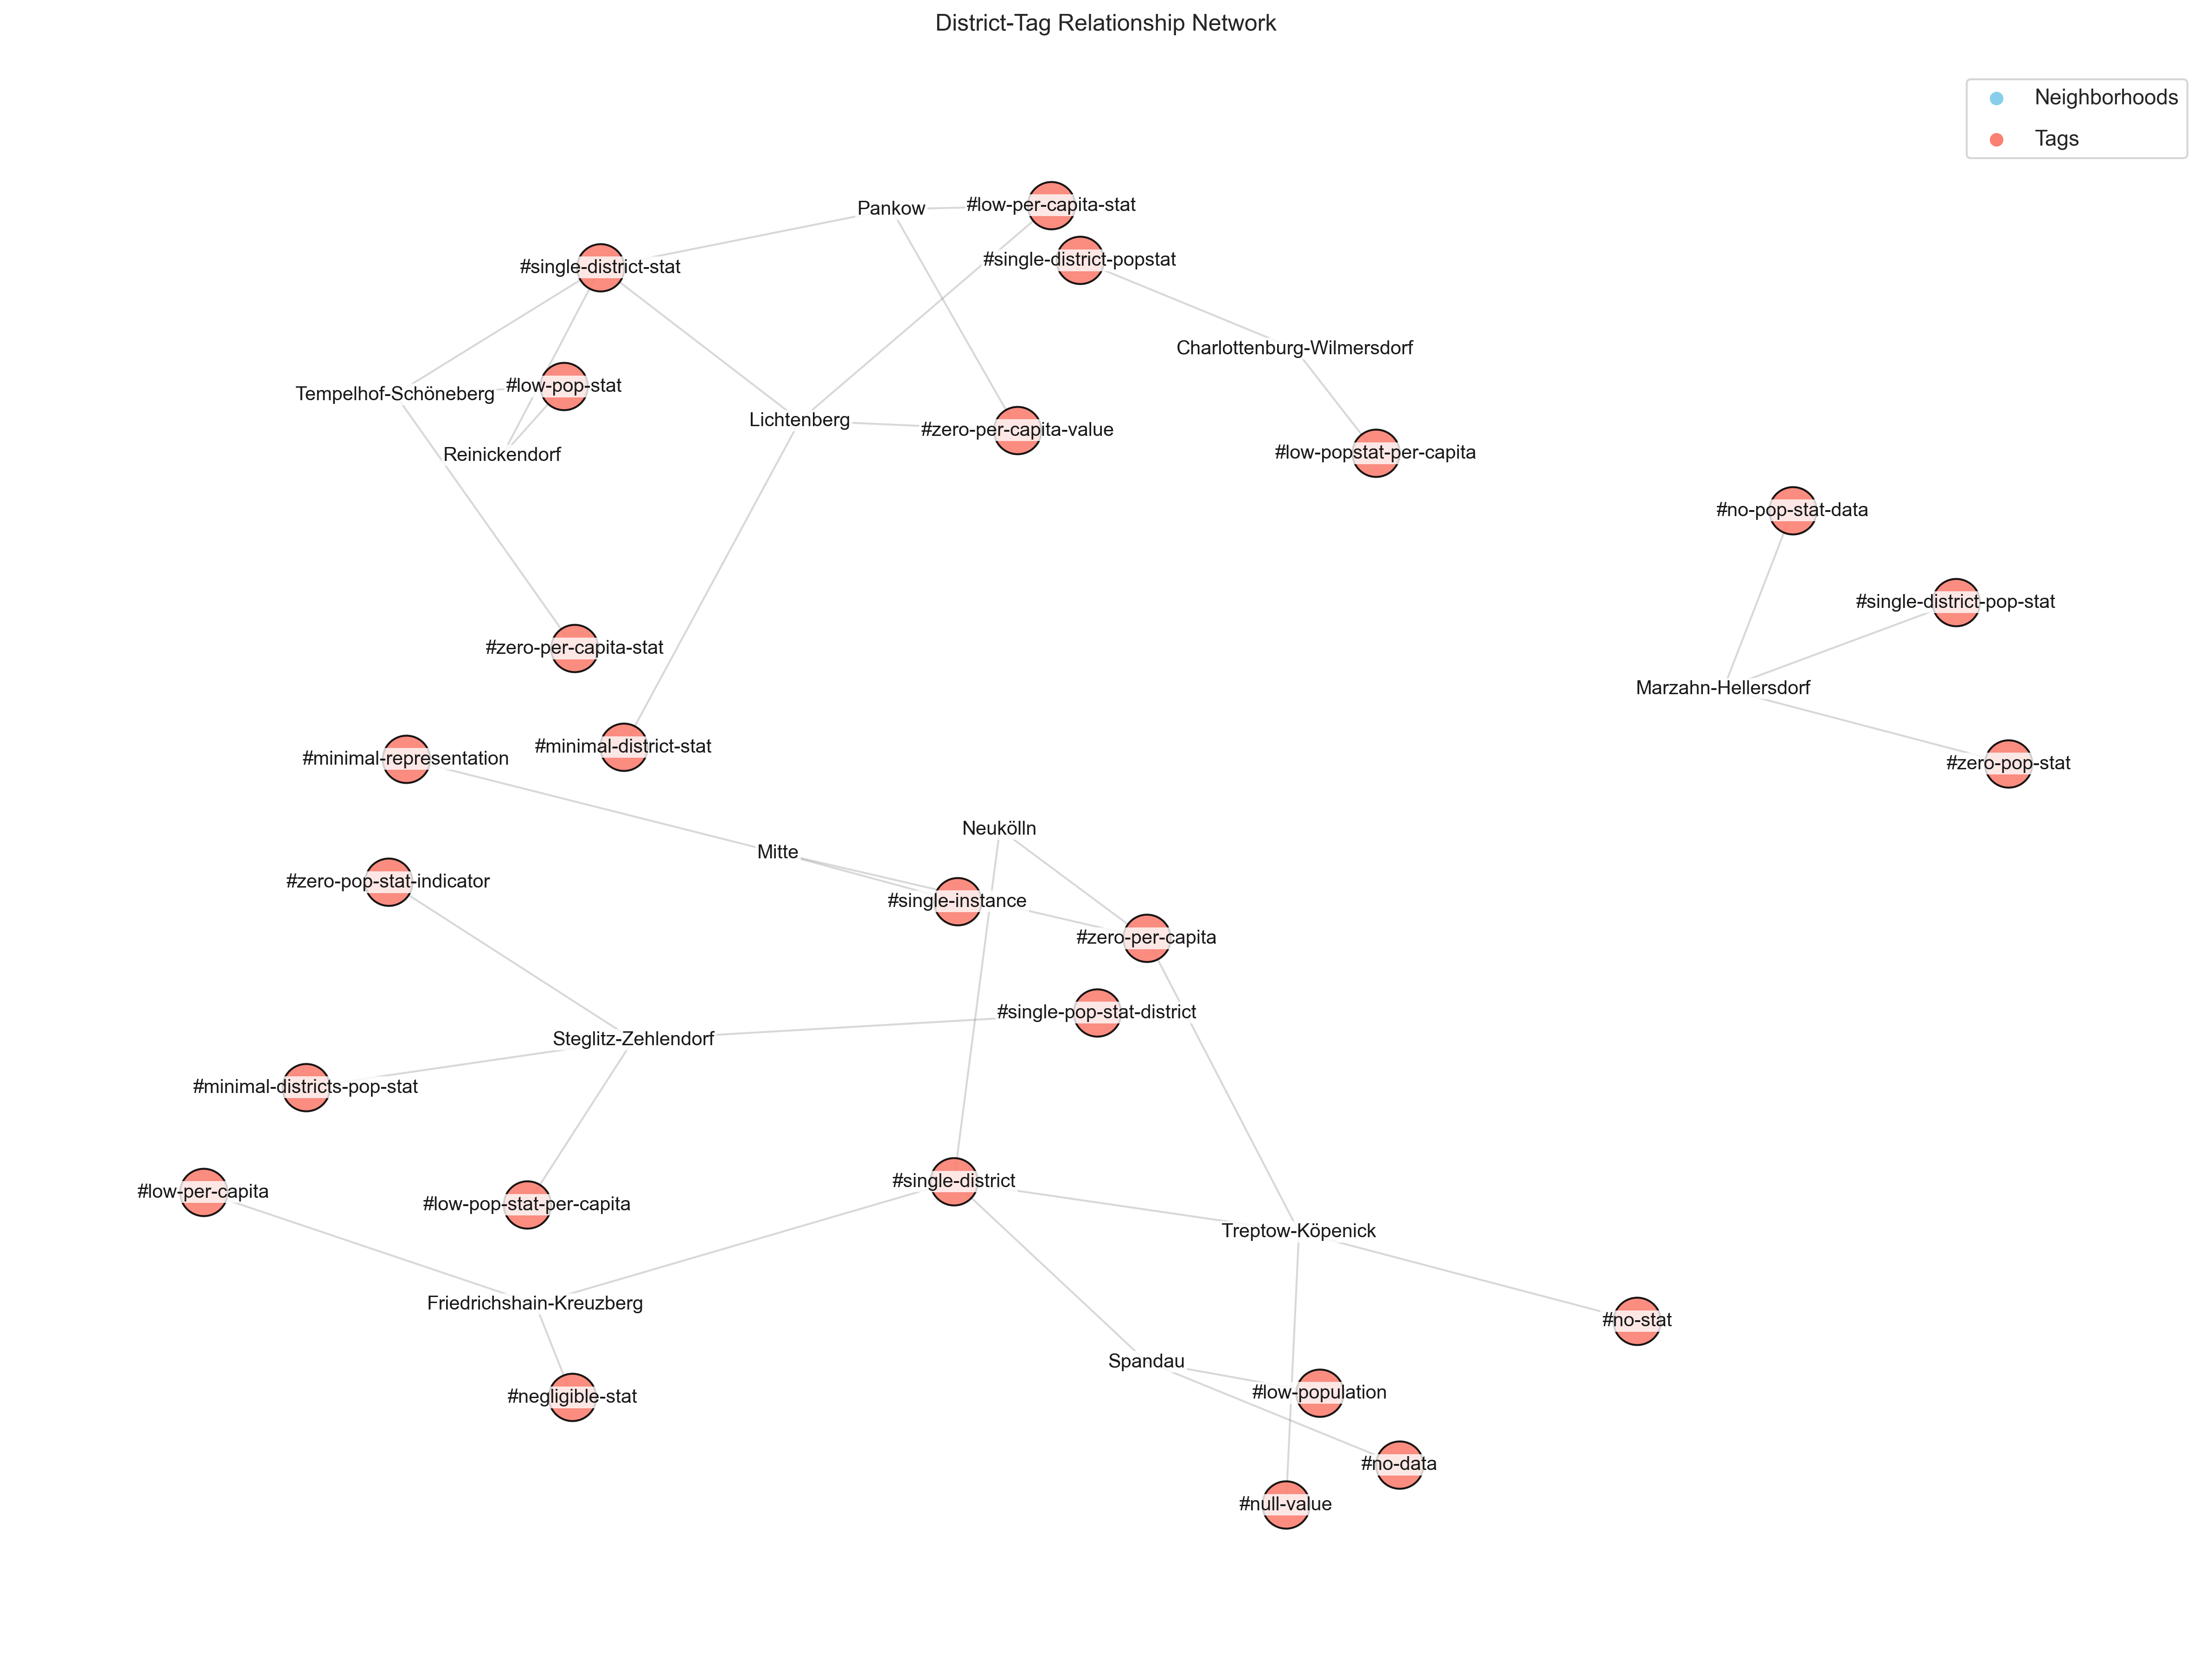 District-Tag Relationship Network
Neighborhoods
Tags
Pankow
#low-per-capita-stat
#single-district-stat
#single-district-popstat
Charlottenburg-Wilmersdorf
#low-pop-stat
Tempelhof-Schöneberg
Lichtenberg
#zero-per-capita-value
Reinickendorf
#low-popstat-per-capita
#no-pop-stat-data
#single-district-pop-stat
#zero-per-capita-stat
Marzahn-Hellersdorf
#minimal-district-stat
#minimal-representation
#zero-pop-stat
Neukölln
Mitte
#zero-pop-stat-indicator
#single-instance
#zero-per-capita
#single-pop-stat-district
Steglitz-Zehlendorf
#minimal-districts-pop-stat
#single-district
#low-per-capita
#low-pop-stat-per-capita
Treptow-Köpenick
Friedrichshain-Kreuzberg
#no-stat
Spandau
#low-population
#negligible-stat
#no-data
#null-value